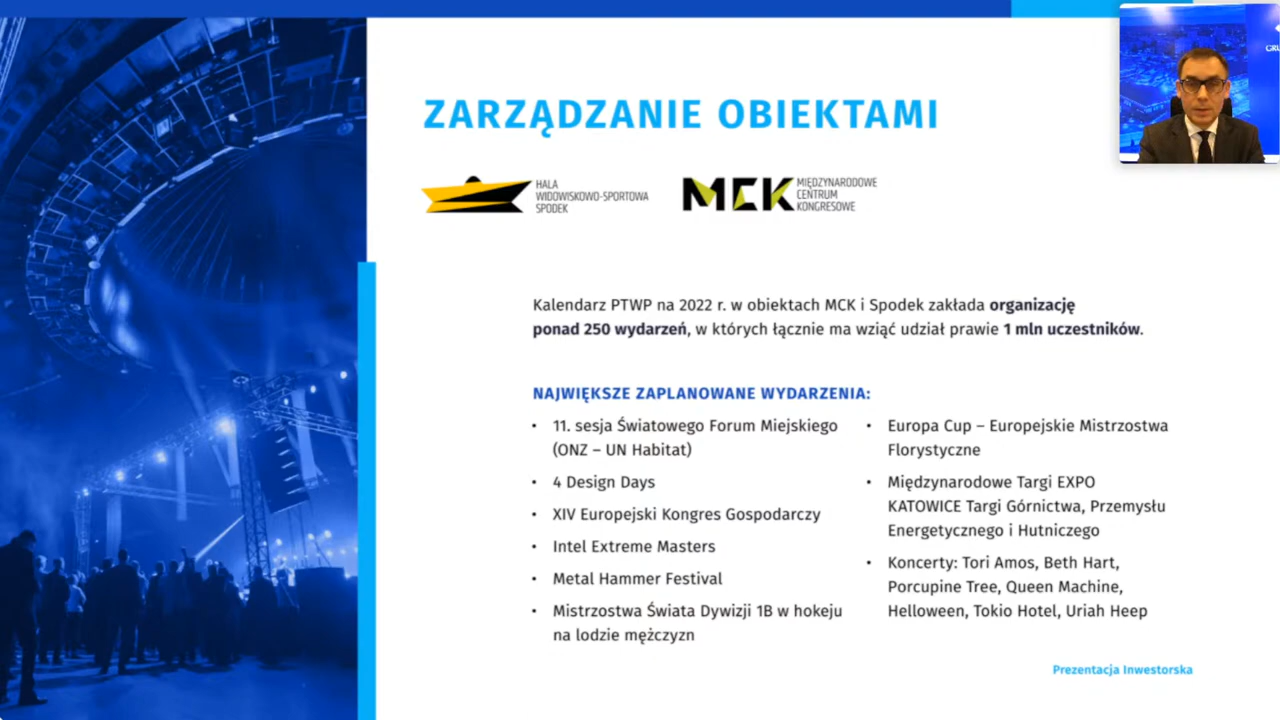 ZARZĄDZANIE OBIEKTAMI
HALA
WIDOWISKOWO-SPORTOWA
SPODEK
MCK
MIĘDZYNARODOWE
CENTRUM
KONGRESOWE
Kalendarz PTWP na 2022 r. w obiektach MCK i Spodek zakłada organizację
ponad 250 wydarzeń, w których łącznie ma wziąć udział prawie 1 mln uczestników.
NAJWIĘKSZE ZAPLANOWANE WYDARZENIA:
• 11. sesja Światowego Forum Miejskiego
(ONZ – UN Habitat)
• 4 Design Days
• XIV Europejski Kongres Gospodarczy
• Intel Extreme Masters
• Metal Hammer Festival
• Mistrzostwa Świata Dywizji 1B w hokeju
na lodzie mężczyzn
• Europa Cup – Europejskie Mistrzostwa
Florystyczne
• Międzynarodowe Targi EXPO
KATOWICE Targi Górnictwa, Przemysłu
Energetycznego i Hutniczego
• Koncerty: Tori Amos, Beth Hart,
Porcupine Tree, Queen Machine,
Helloween, Tokio Hotel, Uriah Heep
Prezentacja Inwestorska